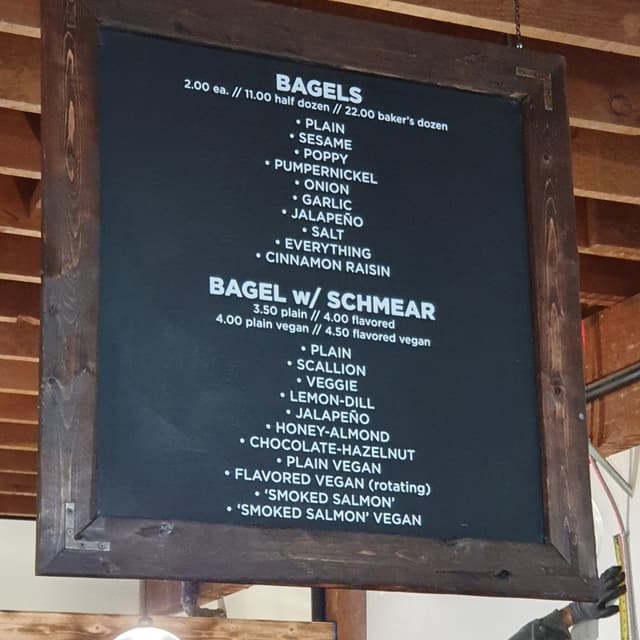 BAGELS
2.00 ea. // 11.00 half dozen // 22.00 baker's dozen
• PLAIN
• SESAME
• POPPY
• PUMPERNICKEL
• ONION
• GARLIC
• JALAPEÑO
• SALT
• EVERYTHING
• CINNAMON RAISIN
BAGEL w/ SCHMEAR
3.50 plain // 4.00 flavored
4.00 plain vegan // 4.50 flavored vegan
• PLAIN
• SCALLION
• VEGGIE
• LEMON-DILL
• JALAPEÑO
• HONEY-ALMOND
• CHOCOLATE-HAZELNUT
• PLAIN VEGAN
• FLAVORED VEGAN (rotating)
• 'SMOKED SALMON'
• 'SMOKED SALMON' VEGAN